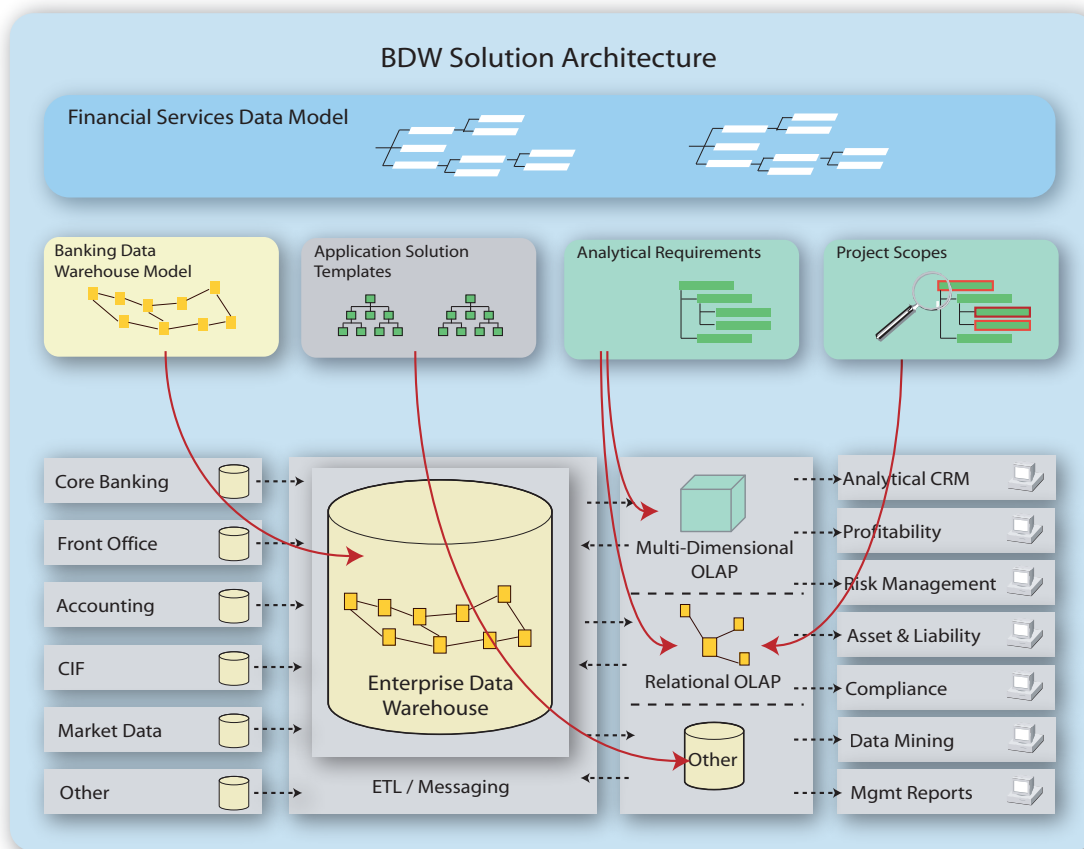 BDW Solution Architecture
Financial Services Data Model
Banking Data
Warehouse Model
Application Solution
Templates
Analytical Requirements
Project Scopes
Core Banking
Front Office
Accounting
CIF
Market Data
Other
Enterprise Data
Warehouse
ETL / Messaging
Multi-Dimensional
OLAP
Relational OLAP
Other
Analytical CRM
Profitability
Risk Management
Asset & Liability
Compliance
Data Mining
Mgmt Reports